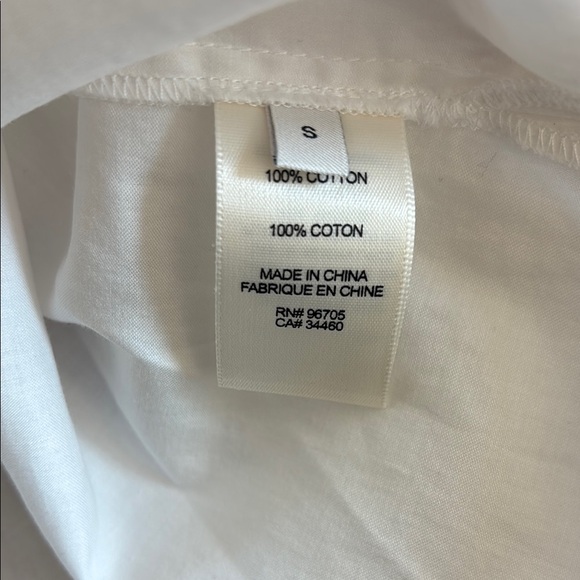 S
100% COTTON
100% COTON
MADE IN CHINA
FABRIQUE EN CHINE
RN# 96705
CA# 34460